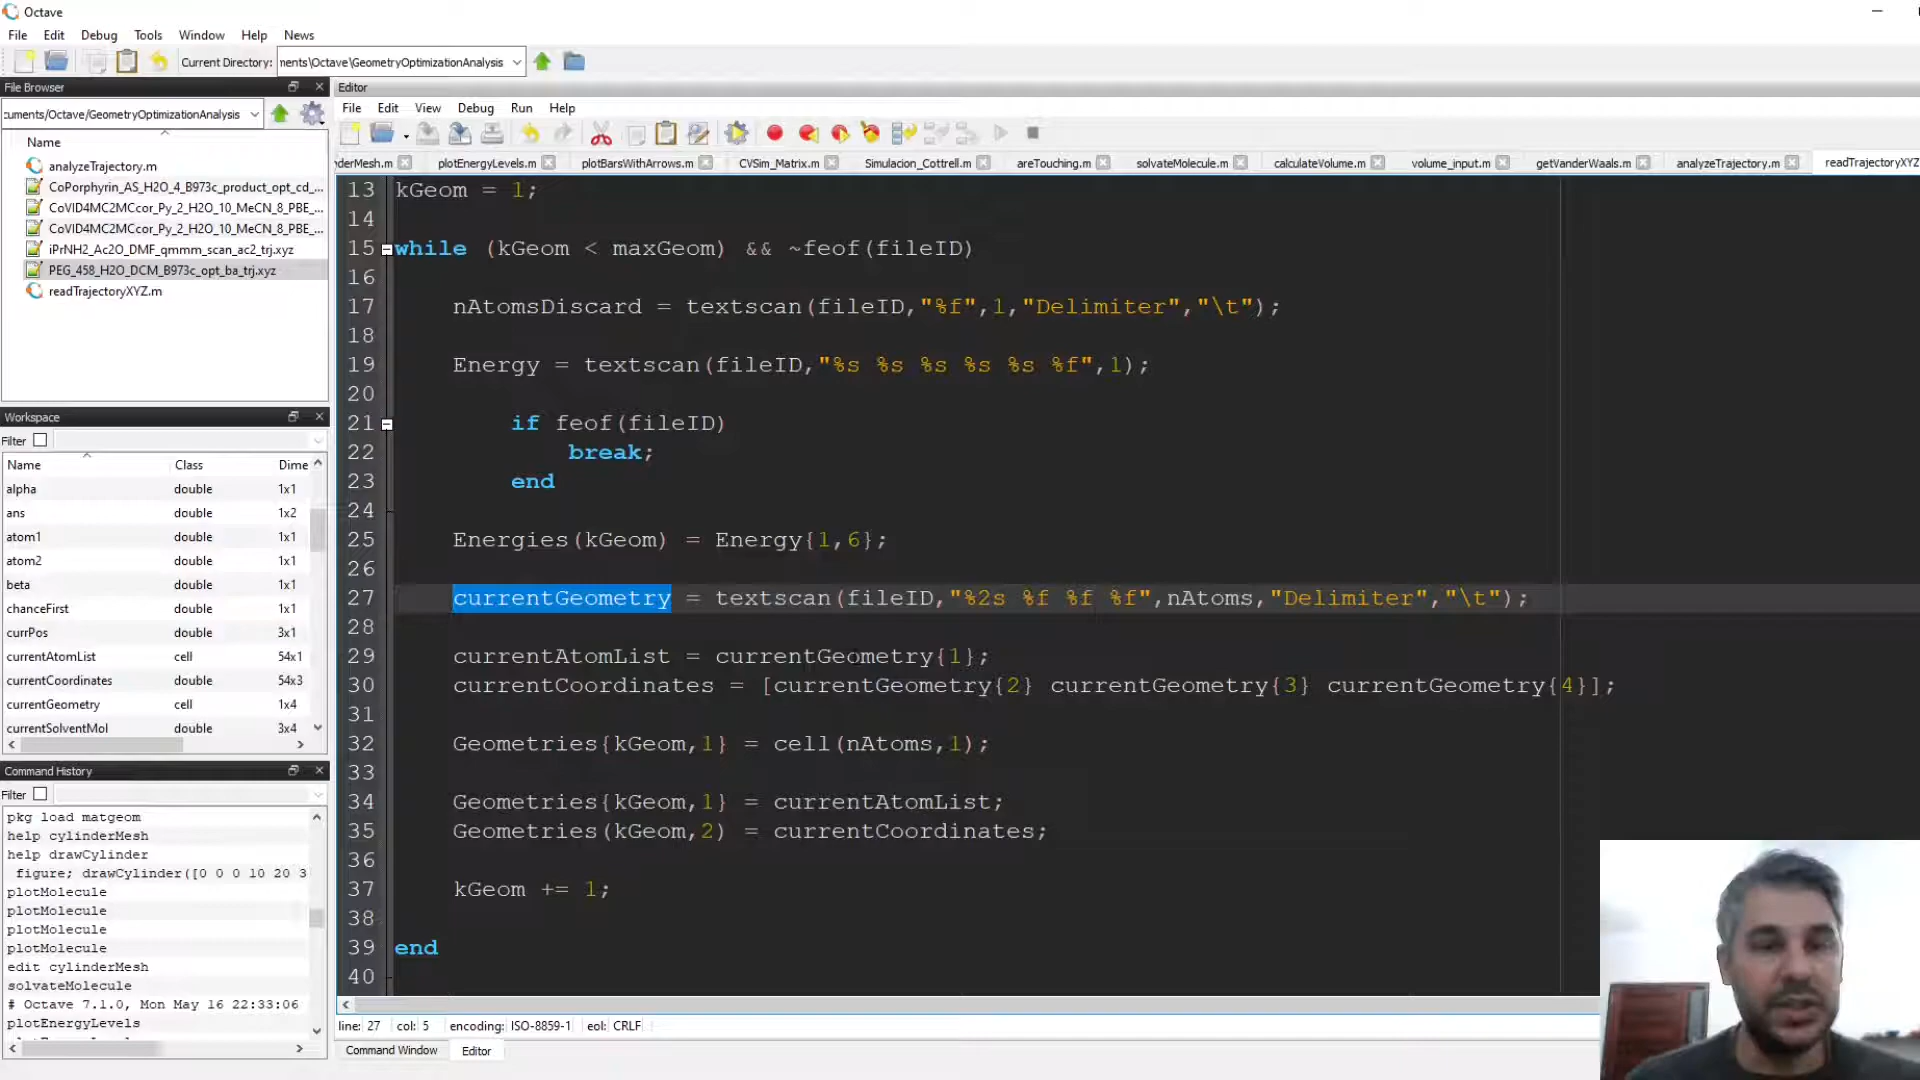 Octave
File Edit Debug Tools Window Help News
Current Directory: ments\Octave\GeometryOptimizationAnalysis
File Browser
cuments/Octave/GeometryOptimizationAnalysis
Name
analyzeTrajectory.m
CoPorphyrin_AS_H2O_4_B973c_product_opt_cd_...
CoVID4MC2MCcor_Py_2_H2O_10_MeCN_8_PBE_...
CoVID4MC2MCcor_Py_2_H2O_10_MeCN_8_PBE_...
iPrNH2_Ac2O_DMF_qmmm_scan_ac2_trj.xyz
PEG_458_H2O_DCM_B973c_opt_ba_trj.xyz
readTrajectoryXYZ.m
Workspace
Filter
Name Class Dime
alpha double 1x1
ans double 1x2
atom1 double 1x1
atom2 double 1x1
beta double 1x1
chanceFirst double 1x1
currPos double 3x1
currentAtomList cell 54x1
currentCoordinates double 54x3
currentGeometry cell 1x4
currentSolventMol double 3x4
Command History
Filter
pkg load matgeom
help cylinderMesh
help drawCylinder
figure; drawCylinder([0 0 0 10 20 3
plotMolecule
plotMolecule
plotMolecule
plotMolecule
edit cylinderMesh
solvateMolecule
# Octave 7.1.0, Mon May 16 22:33:06
plotEnergyLevels
Editor
File Edit View Debug Run Help
nderMesh.m plotEnergyLevels.m plotBarsWithArrows.m CVSim_Matrix.m Simulacion_Cottrell.m areTouching.m solvateMolecule.m calculateVolume.m volume_input.m getVanderWaals.m analyzeTrajectory.m readTrajectoryXYZ
13 kGeom = 1;
14
15 while (kGeom < maxGeom) && ~feof(fileID)
16
17 nAtomsDiscard = textscan(fileID,"%f",1,"Delimiter","\t");
18
19 Energy = textscan(fileID,"%s %s %s %s %s %f",1);
20
21 if feof(fileID)
22 break;
23 end
24
25 Energies(kGeom) = Energy{1,6};
26
27 currentGeometry = textscan(fileID,"%2s %f %f %f",nAtoms,"Delimiter","\t");
28
29 currentAtomList = currentGeometry{1};
30 currentCoordinates = [currentGeometry{2} currentGeometry{3} currentGeometry{4}];
31
32 Geometries{kGeom,1} = cell(nAtoms,1);
33
34 Geometries{kGeom,1} = currentAtomList;
35 Geometries(kGeom,2) = currentCoordinates;
36
37 kGeom += 1;
38
39 end
40
line: 27 col: 5 encoding: ISO-8859-1 eol: CRLF
Command Window Editor